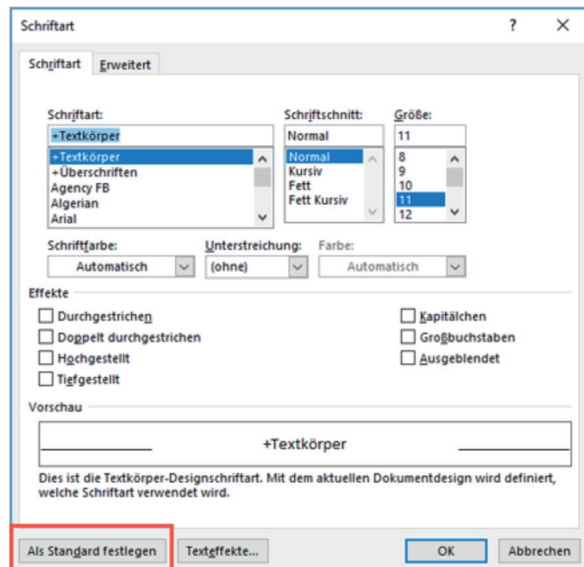 Schriftart ? ×
Schriftart Erweitert
Schriftart: Schriftschnitt: Größe:
+Textkörper Normal 11
+Textkörper Normal 8
+Überschriften Kursiv 9
Agency FB Fett 10
Algerian Fett Kursiv 11
Arial 12
Schriftfarbe: Unterstreichung: Farbe:
Automatisch (ohne) Automatisch
Effekte
Durchgestrichen Kapitälchen
Doppelt durchgestrichen Großbuchstaben
Hochgestellt Ausgeblendet
Tiefgestellt
Vorschau
+Textkörper
Dies ist die Textkörper-Designschriftart. Mit dem aktuellen Dokumentdesign wird definiert,
welche Schriftart verwendet wird.
Als Standard festlegen Texteffekte... OK Abbrechen